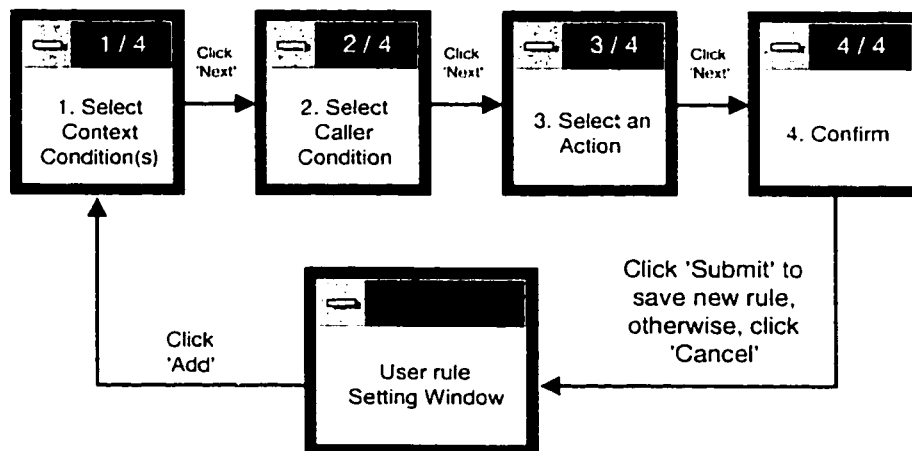 1 / 4
1. Select
Context
Condition(s)
Click
'Next'
2 / 4
2. Select
Caller
Condition
Click
'Next'
3 / 4
3. Select an
Action
Click
'Next'
4 / 4
4. Confirm
Click 'Submit' to
save new rule,
otherwise, click
'Cancel'
User rule
Setting Window
Click
'Add'